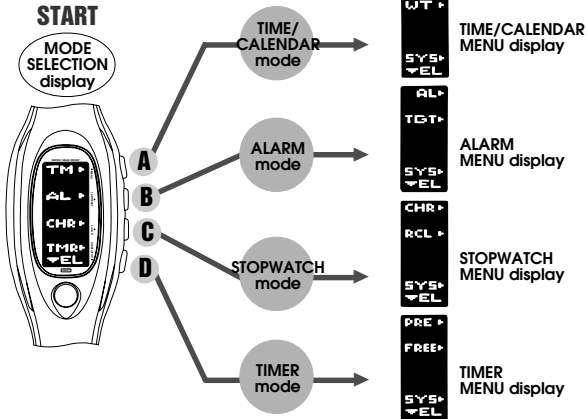 START
MODE
SELECTION
display
TM
AL
CHR
TMR
EL
A
B
C
D
TIME/
CALENDAR
mode
ALARM
mode
STOPWATCH
mode
TIMER
mode
WT
SYS
EL
TIME/CALENDAR
MENU display
AL
TGT
SYS
EL
ALARM
MENU display
CHR
RCL
SYS
EL
STOPWATCH
MENU display
PRE
FREE
SYS
EL
TIMER
MENU display